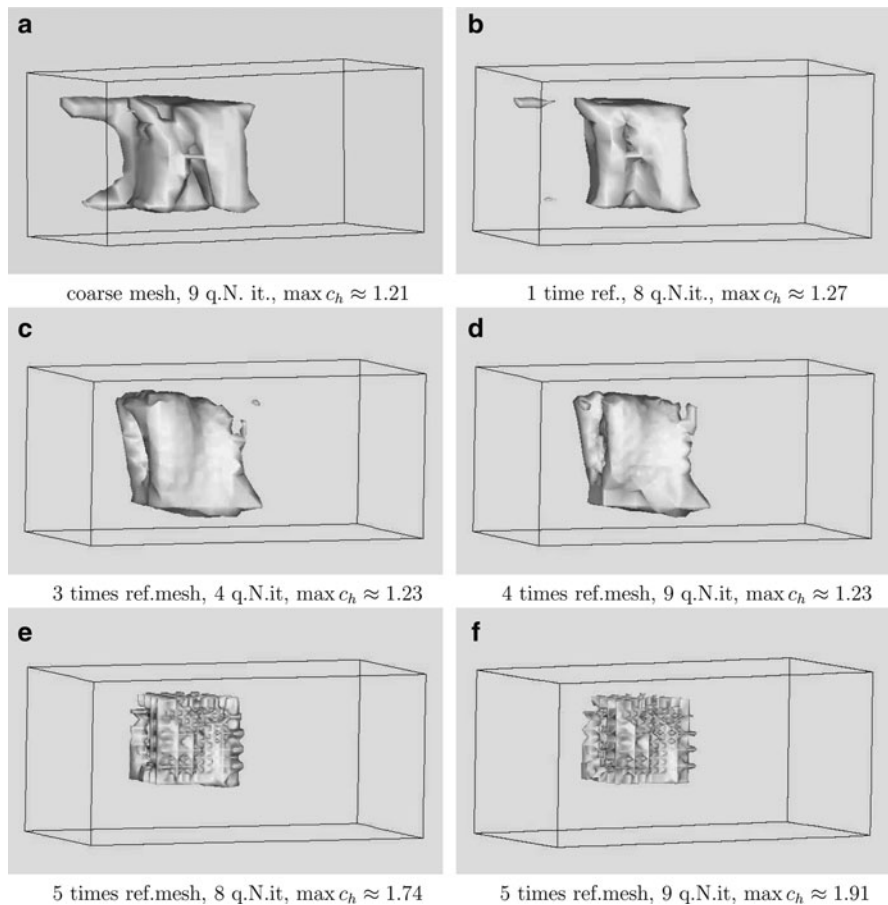 a
b
coarse mesh, 9 q.N. it., max c_h ≈ 1.21
1 time ref., 8 q.N.it., max c_h ≈ 1.27
c
d
3 times ref.mesh, 4 q.N.it, max c_h ≈ 1.23
4 times ref.mesh, 9 q.N.it, max c_h ≈ 1.23
e
f
5 times ref.mesh, 8 q.N.it, max c_h ≈ 1.74
5 times ref.mesh, 9 q.N.it, max c_h ≈ 1.91